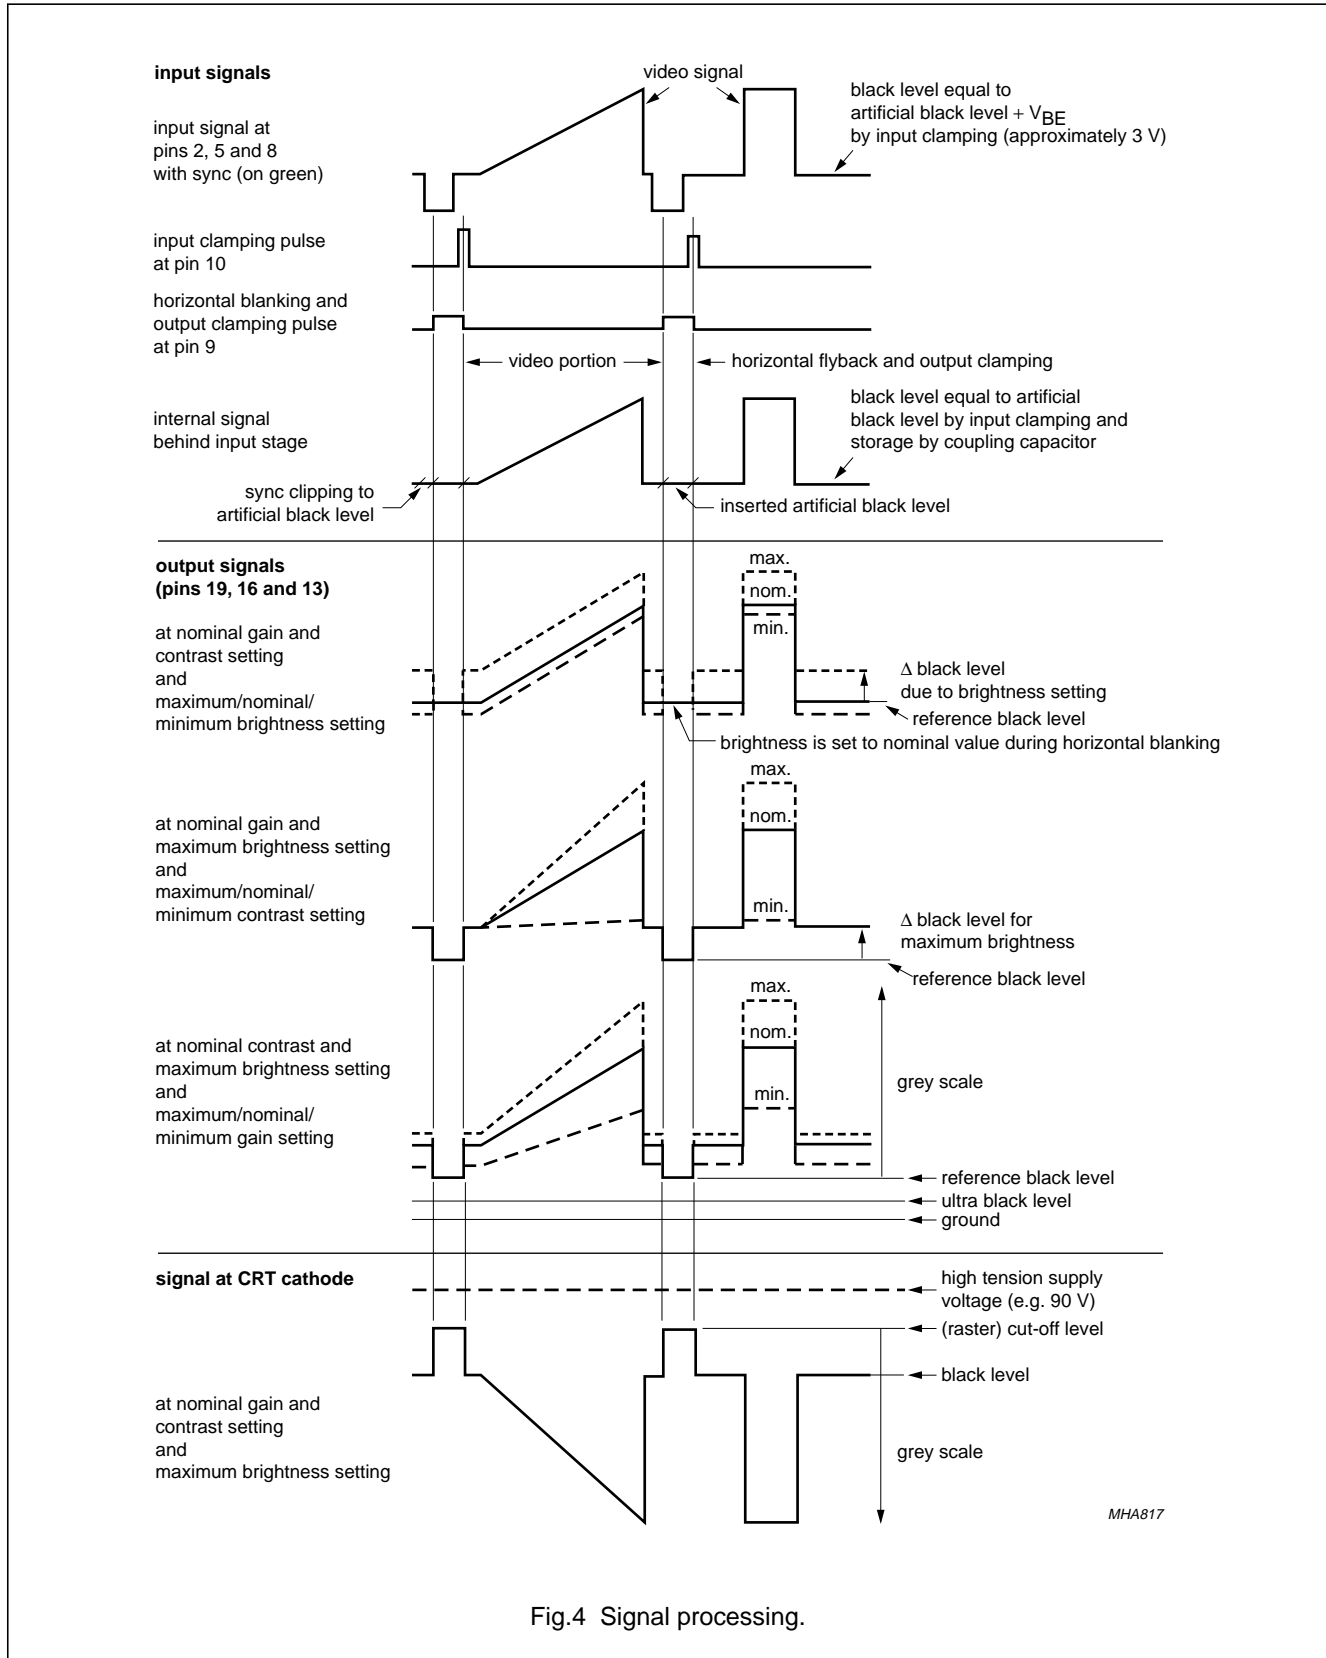 input signals
video signal
black level equal to
artificial black level + VBE
by input clamping (approximately 3 V)
input signal at
pins 2, 5 and 8
with sync (on green)
input clamping pulse
at pin 10
horizontal blanking and
output clamping pulse
at pin 9
video portion
horizontal flyback and output clamping
internal signal
behind input stage
black level equal to artificial
black level by input clamping and
storage by coupling capacitor
sync clipping to
artificial black level
inserted artificial black level
output signals
(pins 19, 16 and 13)
max.
nom.
min.
at nominal gain and
contrast setting
and
maximum/nominal/
minimum brightness setting
Δ black level
due to brightness setting
reference black level
brightness is set to nominal value during horizontal blanking
max.
nom.
min.
at nominal gain and
maximum brightness setting
and
maximum/nominal/
minimum contrast setting
Δ black level for
maximum brightness
reference black level
max.
nom.
min.
at nominal contrast and
maximum brightness setting
and
maximum/nominal/
minimum gain setting
grey scale
reference black level
ultra black level
ground
signal at CRT cathode
high tension supply
voltage (e.g. 90 V)
(raster) cut-off level
black level
at nominal gain and
contrast setting
and
maximum brightness setting
grey scale
MHA817
Fig.4 Signal processing.